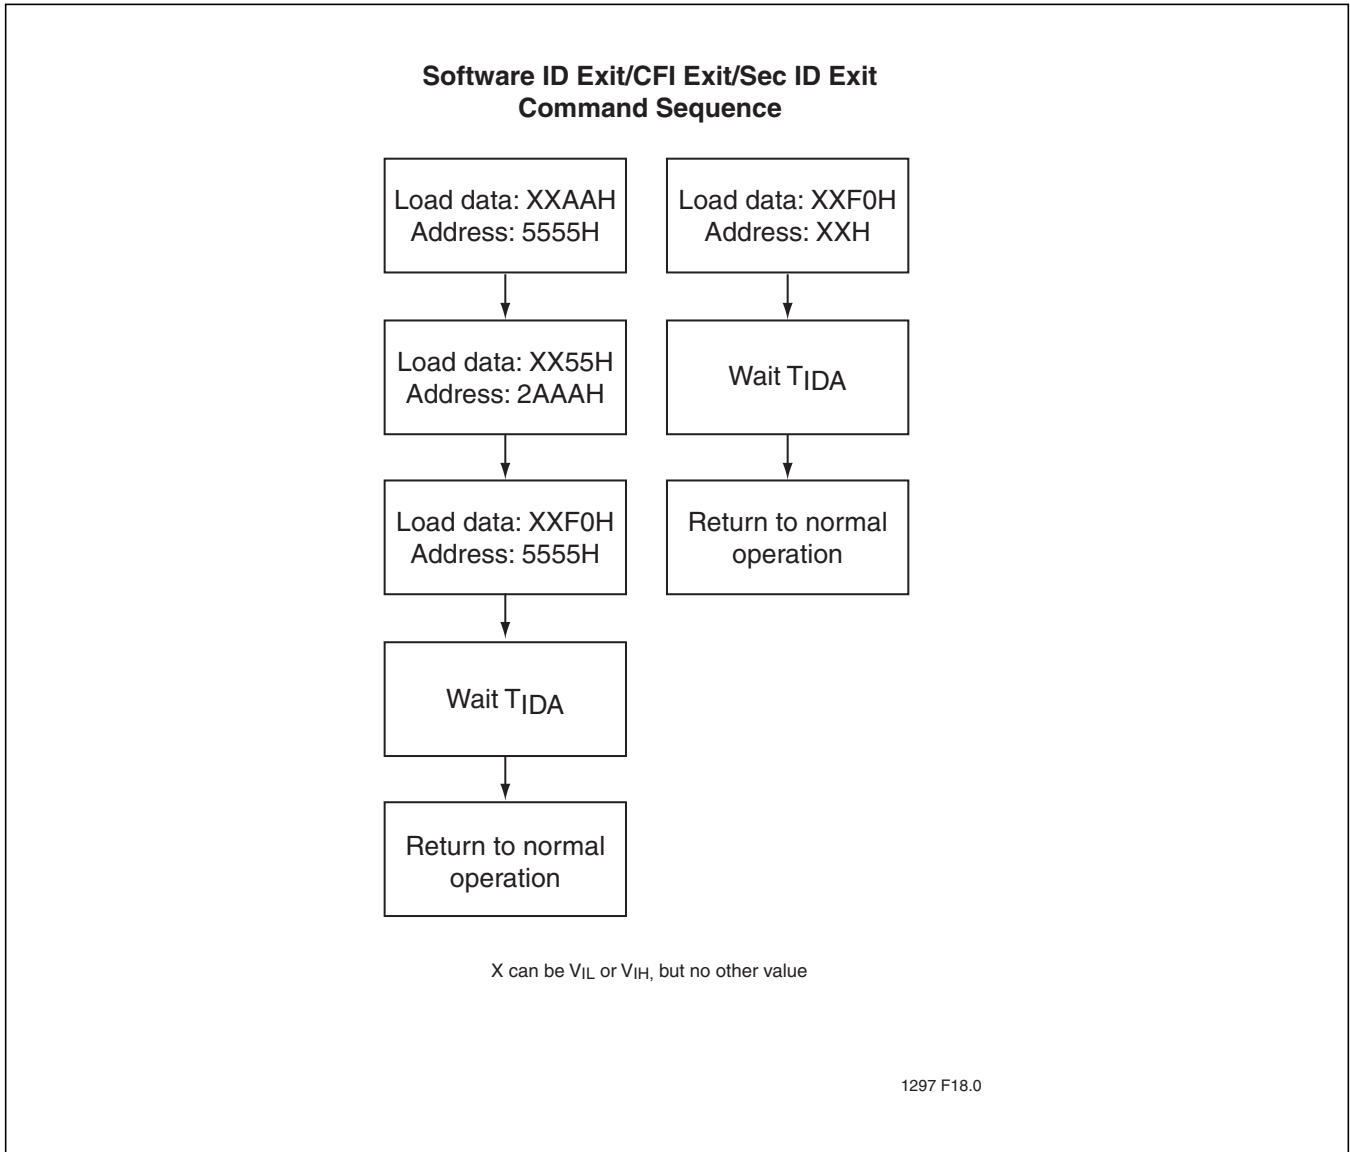 Software ID Exit/CFI Exit/Sec ID Exit
Command Sequence
Load data: XXAAH
Address: 5555H
Load data: XX55H
Address: 2AAAH
Load data: XXF0H
Address: 5555H
Wait TIDA
Return to normal
operation
Load data: XXF0H
Address: XXH
Wait TIDA
Return to normal
operation
X can be VIL or VIH, but no other value
1297 F18.0